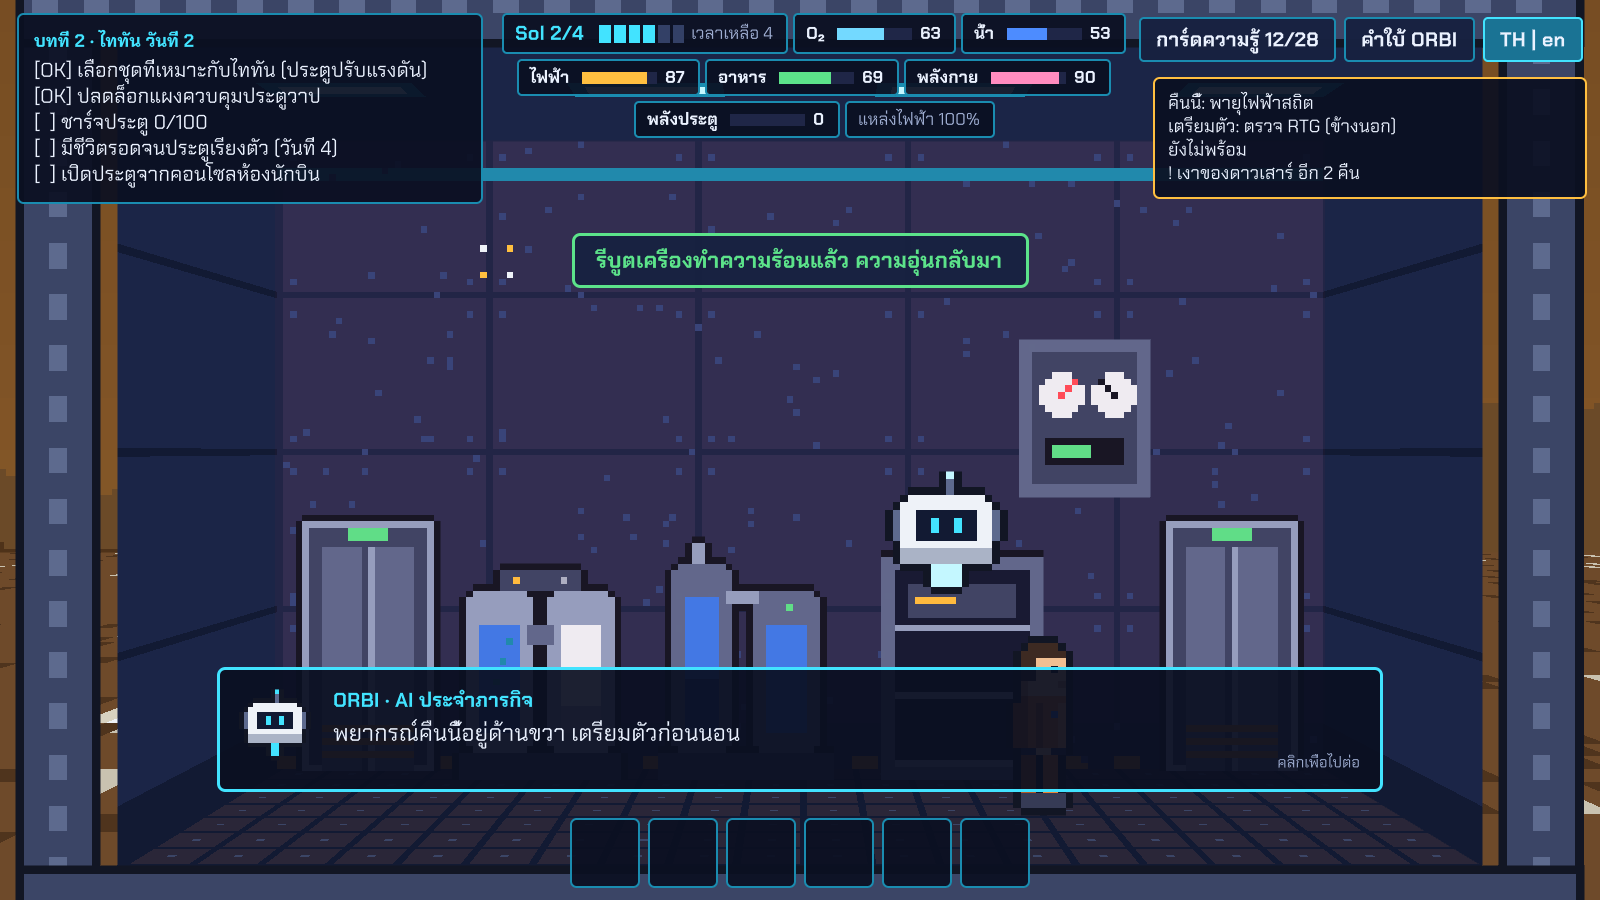 บทที่ 2 · ไททัน วันที่ 2
[OK] เลือกชุดที่เหมาะกับไททัน (ประตูปรับแรงดัน)
[OK] ปลดล็อกแผงควบคุมประตูวาป
[ ] ชาร์จประตู 0/100
[ ] มีชีวิตรอดจนประตูเรียงตัว (วันที่ 4)
[ ] เปิดประตูจากคอนโซลห้องนักบิน
Sol 2/4 เวลาเหลือ 4
O₂ 63
น้ำ 53
ไฟฟ้า 87
อาหาร 69
พลังกาย 90
พลังประตู 0
แหล่งไฟฟ้า 100%
การ์ดความรู้ 12/28
คำใบ้ ORBI
TH | en
คืนนี้: พายุไฟฟ้าสถิต
เตรียมตัว: ตรวจ RTG (ข้างนอก)
ยังไม่พร้อม
! เงาของดาวเสาร์ อีก 2 คืน
รีบูตเครื่องทำความร้อนแล้ว ความอุ่นกลับมา
ORBI · AI ประจำภารกิจ
พยากรณ์คืนนี้อยู่ด้านขวา เตรียมตัวก่อนนอน
คลิกเพื่อไปต่อ